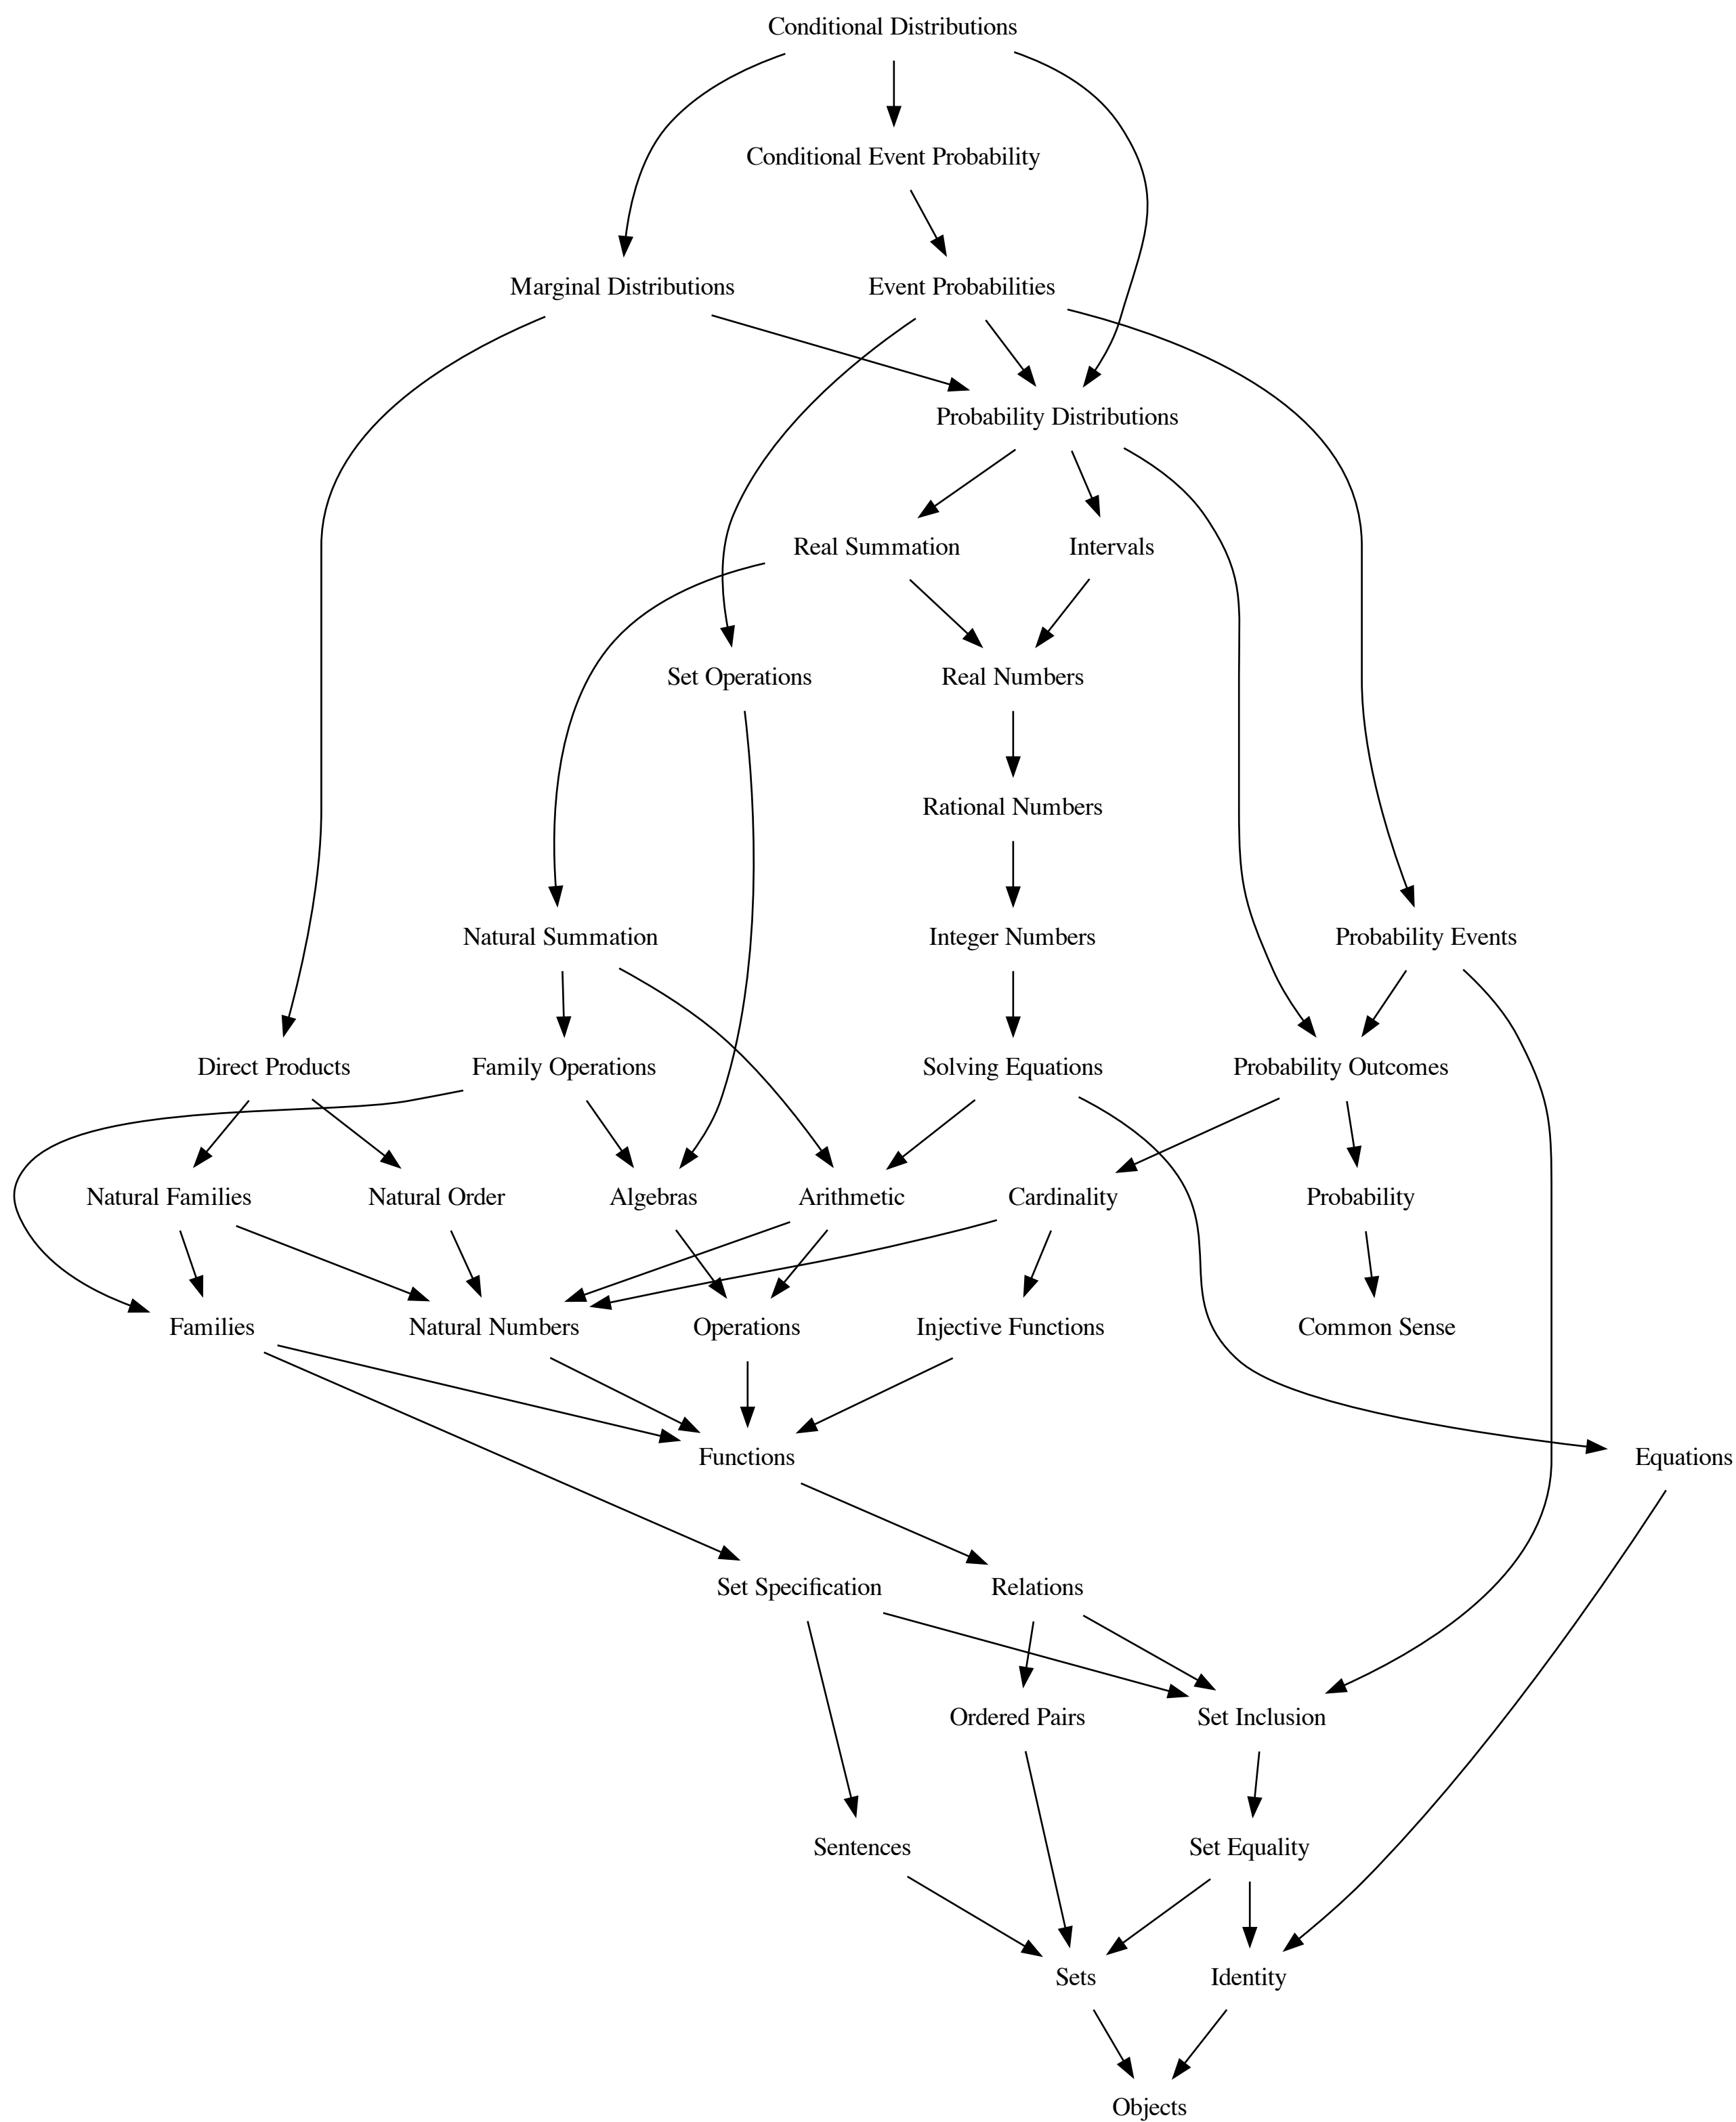 Conditional Distributions
Conditional Event Probability
Marginal Distributions
Event Probabilities
Probability Distributions
Real Summation
Intervals
Set Operations
Real Numbers
Rational Numbers
Natural Summation
Integer Numbers
Probability Events
Direct Products
Family Operations
Solving Equations
Probability Outcomes
Natural Families
Natural Order
Algebras
Arithmetic
Cardinality
Probability
Families
Natural Numbers
Operations
Injective Functions
Common Sense
Functions
Equations
Set Specification
Relations
Ordered Pairs
Set Inclusion
Sentences
Set Equality
Sets
Identity
Objects